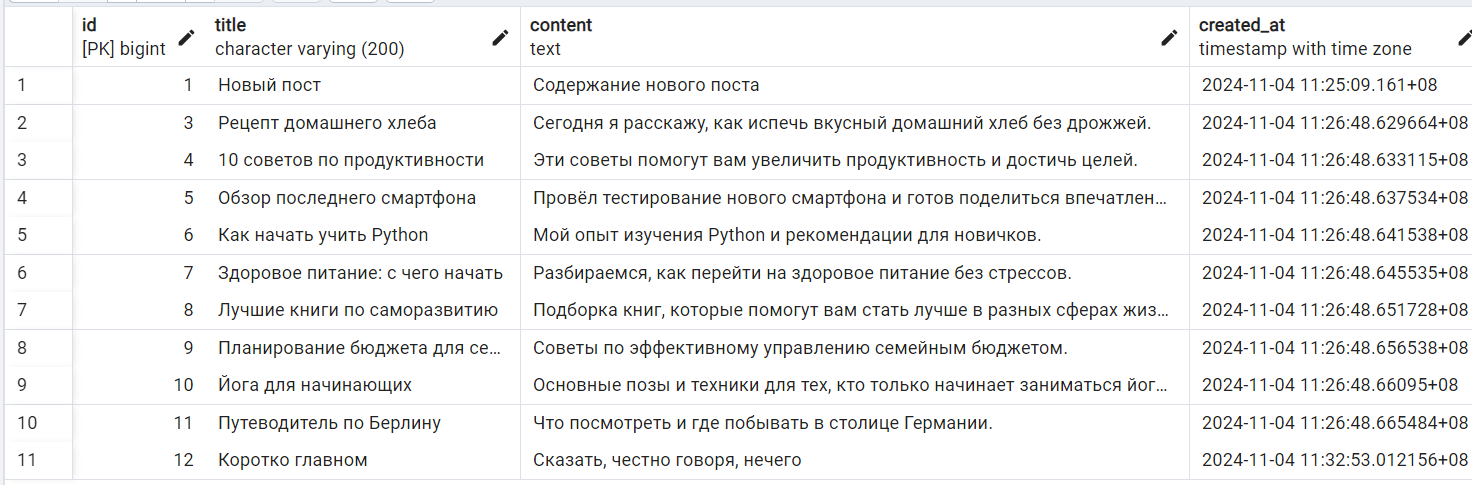 id title content created_at
[PK] bigint character varying (200) text timestamp with time zone
1 1 Новый пост Содержание нового поста 2024-11-04 11:25:09.161+08
2 3 Рецепт домашнего хлеба Сегодня я расскажу, как испечь вкусный домашний хлеб без дрожжей. 2024-11-04 11:26:48.629664+08
3 4 10 советов по продуктивности Эти советы помогут вам увеличить продуктивность и достичь целей. 2024-11-04 11:26:48.633115+08
4 5 Обзор последнего смартфона Провёл тестирование нового смартфона и готов поделиться впечатлен... 2024-11-04 11:26:48.637534+08
5 6 Как начать учить Python Мой опыт изучения Python и рекомендации для новичков. 2024-11-04 11:26:48.641538+08
6 7 Здоровое питание: с чего начать Разбираемся, как перейти на здоровое питание без стрессов. 2024-11-04 11:26:48.645535+08
7 8 Лучшие книги по саморазвитию Подборка книг, которые помогут вам стать лучше в разных сферах жиз... 2024-11-04 11:26:48.651728+08
8 9 Планирование бюджета для се... Советы по эффективному управлению семейным бюджетом. 2024-11-04 11:26:48.656538+08
9 10 Йога для начинающих Основные позы и техники для тех, кто только начинает заниматься йог... 2024-11-04 11:26:48.66095+08
10 11 Путеводитель по Берлину Что посмотреть и где побывать в столице Германии. 2024-11-04 11:26:48.665484+08
11 12 Коротко главном Сказать, честно говоря, нечего 2024-11-04 11:32:53.012156+08